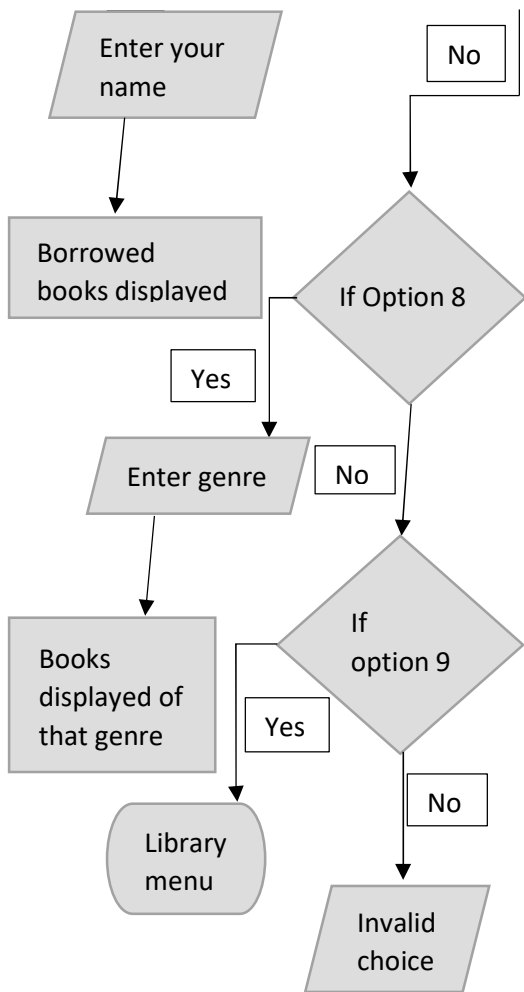 Enter your
name
No
Borrowed
books displayed
If Option 8
Yes
Enter genre
No
If
option 9
Books
displayed of
that genre
Yes
No
Library
menu
Invalid
choice